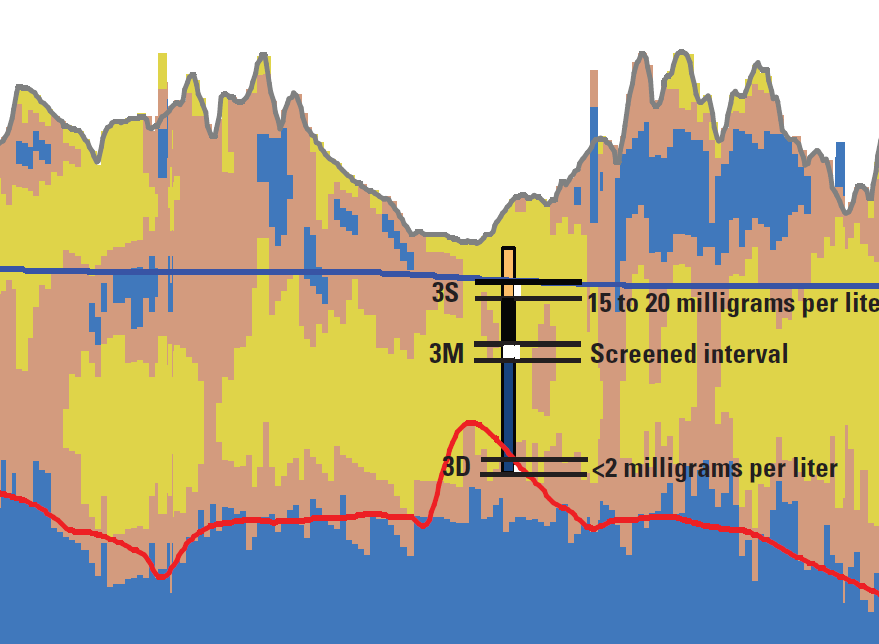 3S
15 to 20 milligrams per lite
3M
Screened interval
3D
<2 milligrams per liter